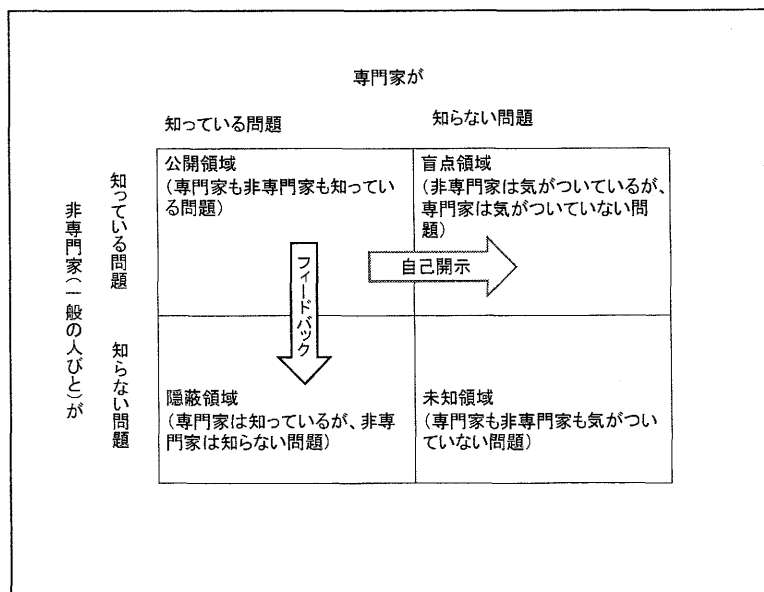 専門家が
知っている問題
知らない問題
非専門家(一般の人びと)が
知っている問題
公開領域
(専門家も非専門家も知ってい
る問題)
盲点領域
(非専門家は気がついているが、
専門家は気がついていない問
題)
フィードバック
自己開示
知らない問題
隠蔽領域
(専門家は知っているが、非専
門家は知らない問題)
未知領域
(専門家も非専門家も気がつい
ていない問題)